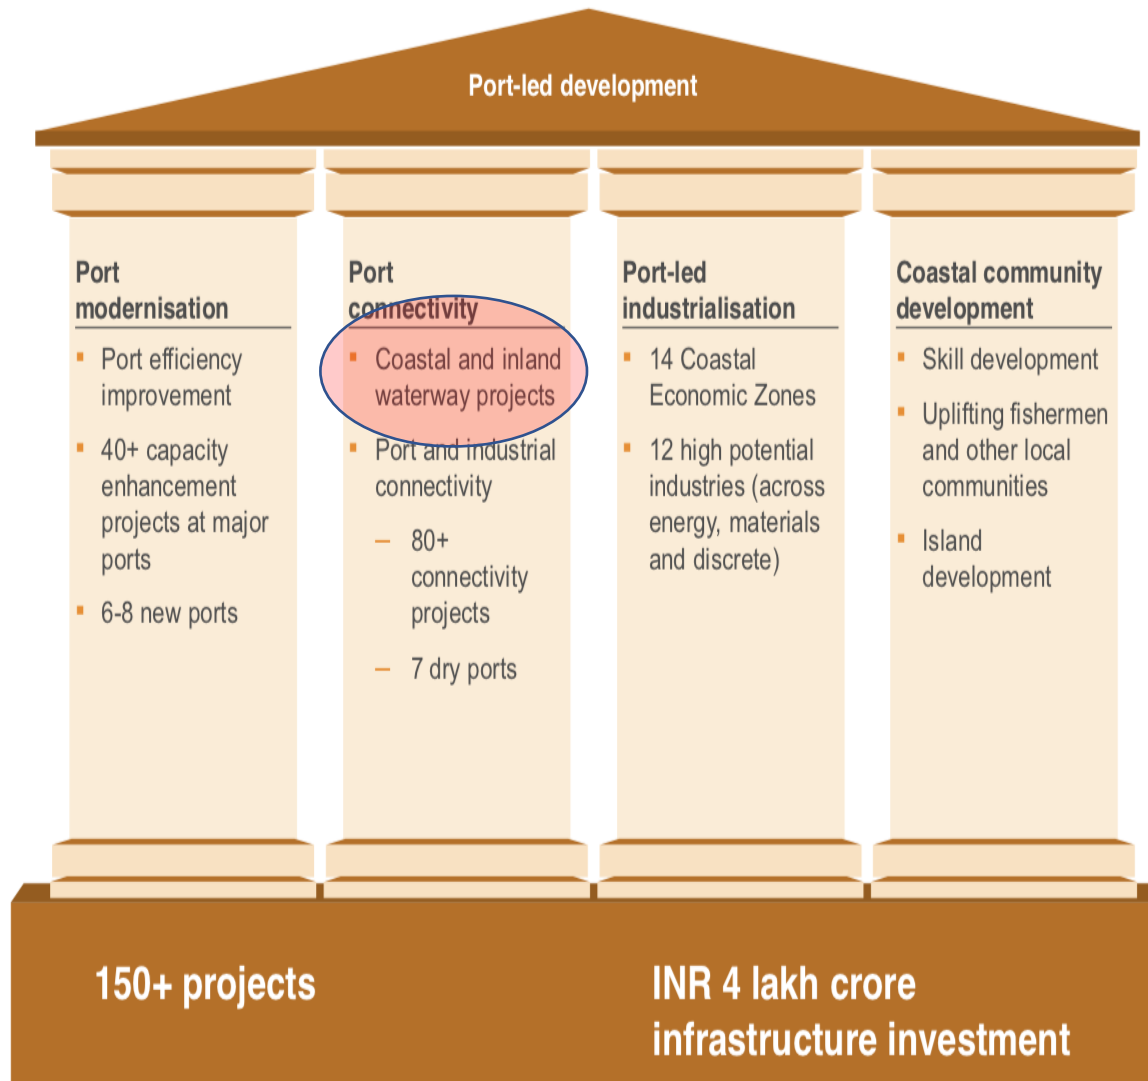 Port-led development
Port
modernisation
▪ Port efficiency
improvement
▪ 40+ capacity
enhancement
projects at major
ports
▪ 6-8 new ports
Port
connectivity
▪ Coastal and inland
waterway projects
▪ Port and industrial
connectivity
– 80+
connectivity
projects
– 7 dry ports
Port-led
industrialisation
▪ 14 Coastal
Economic Zones
▪ 12 high potential
industries (across
energy, materials
and discrete)
Coastal community
development
▪ Skill development
▪ Uplifting fishermen
and other local
communities
▪ Island
development
150+ projects
INR 4 lakh crore
infrastructure investment